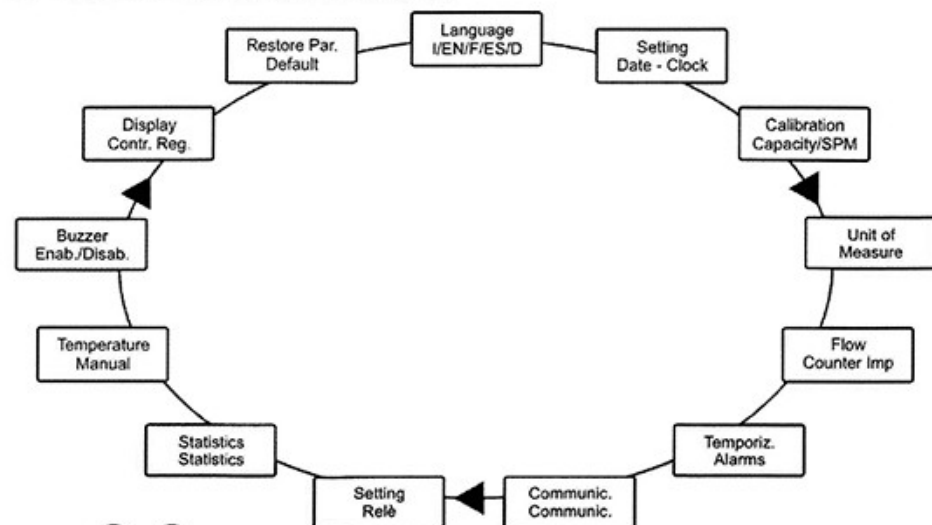 Language
I/EN/F/ES/D
Setting
Date - Clock
Calibration
Capacity/SPM
Unit of
Measure
Flow
Counter Imp
Temporiz.
Alarms
Communic.
Communic.
Setting
Relè
Statistics
Statistics
Temperature
Manual
Buzzer
Enab./Disab.
Display
Contr. Reg.
Restore Par.
Default